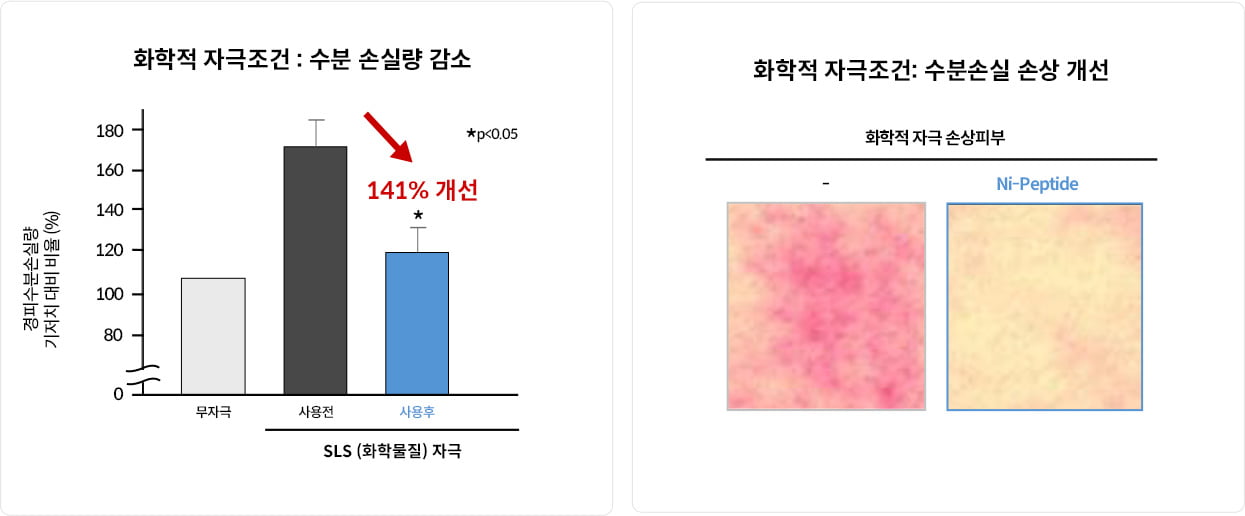 화학적 자극조건 : 수분 손실량 감소
*p<0.05
141% 개선
*
경피수분손실량
기저치 대비 비율 (%)
180
160
140
120
100
80
0
무자극 사용전 사용후
SLS (화학물질) 자극
화학적 자극조건: 수분손실 손상 개선
화학적 자극 손상피부
- Ni-Peptide